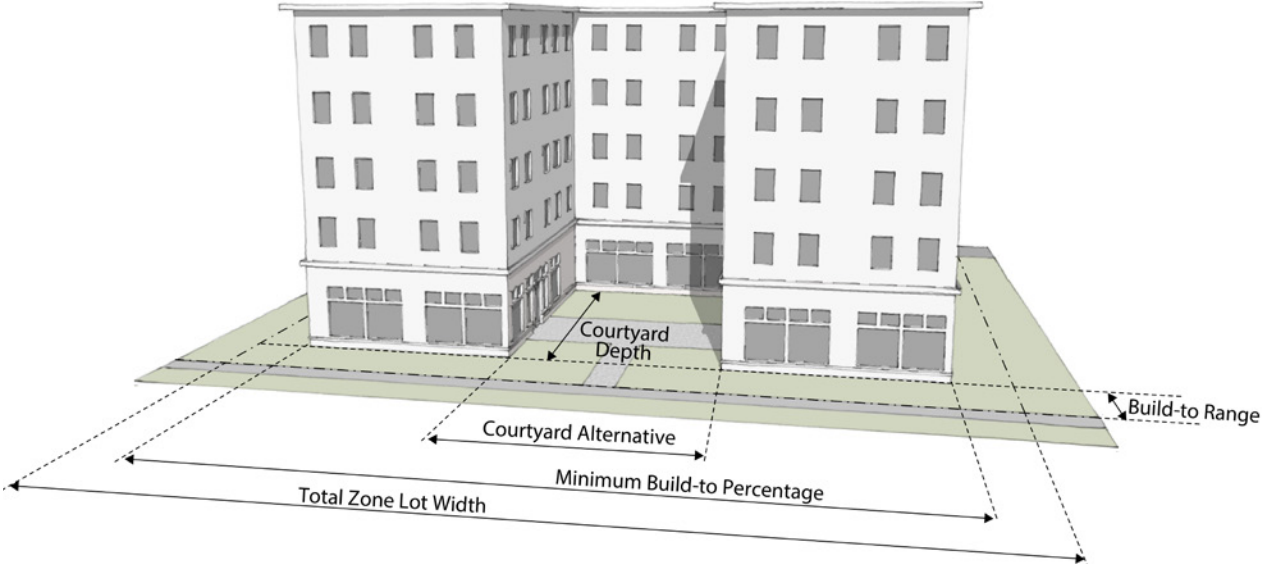 Courtyard
Depth
Build-to Range
Courtyard Alternative
Minimum Build-to Percentage
Total Zone Lot Width